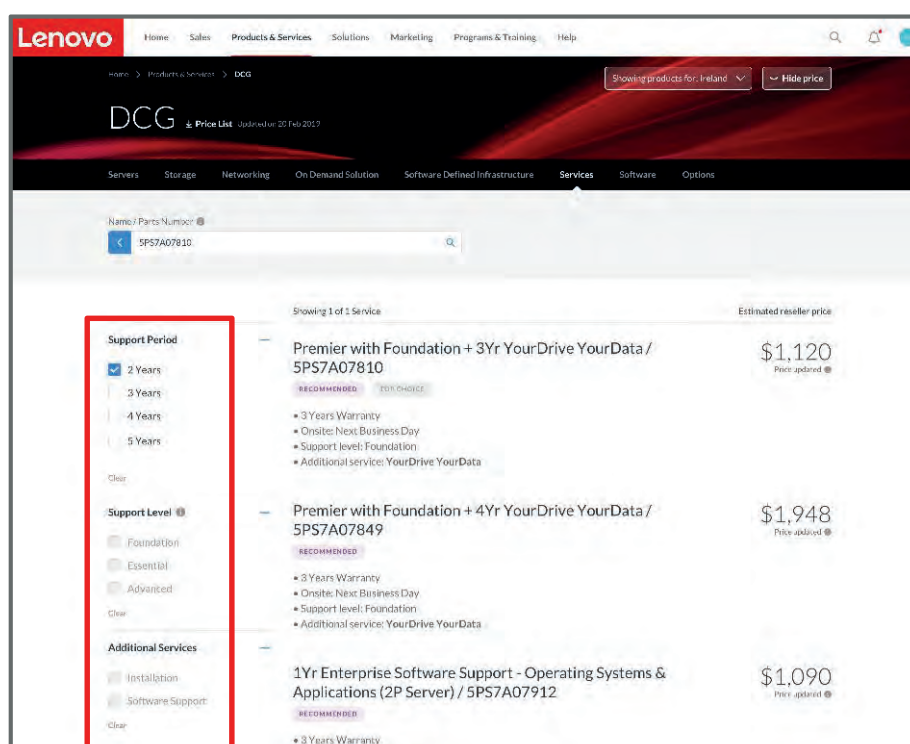 Lenovo Home Sales Products & Services Solutions Marketing Programs & Training Help
Home > Products & Services > DCG
Showing products for: Ireland Hide price
DCG Price List Updated on 20 Feb 2019
Servers Storage Networking On Demand Solution Software Defined Infrastructure Services Software Options
Name / Parts Number
5PS7A07810
Showing 1 of 1 Service Estimated reseller price
Support Period
2 Years
3 Years
4 Years
5 Years
Clear
Support Level
Foundation
Essential
Advanced
Clear
Additional Services
Installation
Software Support
Clear
Premier with Foundation + 3Yr YourDrive YourData /
5PS7A07810
$1,120
Price updated
RECOMMENDED TOP CHOICE
• 3 Years Warranty
• Onsite: Next Business Day
• Support level: Foundation
• Additional service: YourDrive YourData
Premier with Foundation + 4Yr YourDrive YourData /
5PS7A07849
$1,948
Price updated
RECOMMENDED
• 3 Years Warranty
• Onsite: Next Business Day
• Support level: Foundation
• Additional service: YourDrive YourData
1Yr Enterprise Software Support - Operating Systems &
Applications (2P Server) / 5PS7A07912
$1,090
Price updated
RECOMMENDED
• 3 Years Warranty